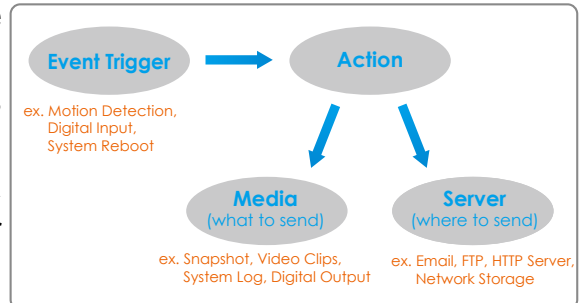 Event Trigger
Action
ex. Motion Detection,
Digital Input,
System Reboot
Media
(what to send)
Server
(where to send)
ex. Snapshot, Video Clips,
System Log, Digital Output
ex. Email, FTP, HTTP Server,
Network Storage